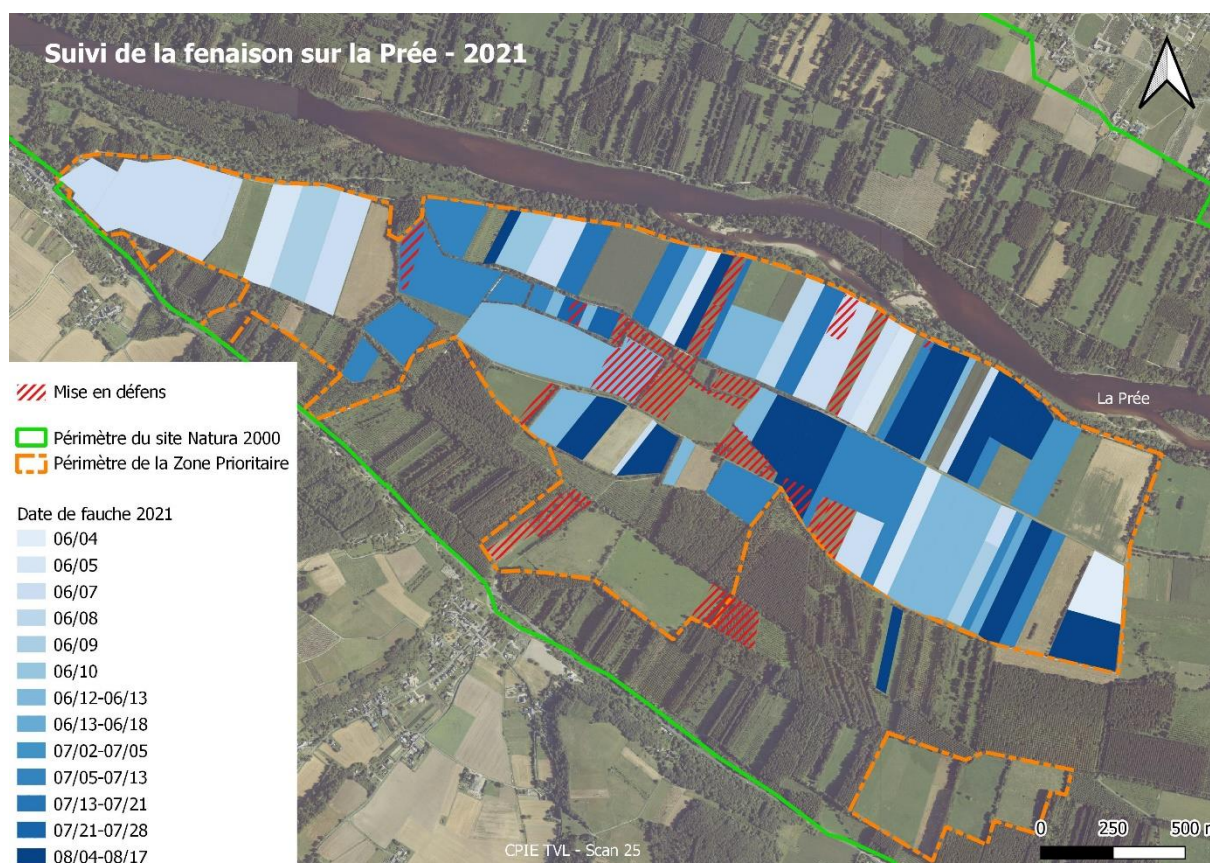 Suivi de la fenaison sur la Prée - 2021
La Prée
Mise en défens
Périmètre du site Natura 2000
Périmètre de la Zone Prioritaire
Date de fauche 2021
06/04
06/05
06/07
06/08
06/09
06/10
06/12-06/13
06/13-06/18
07/02-07/05
07/05-07/13
07/13-07/21
07/21-07/28
08/04-08/17
CPIE TVL - Scan 25
0 250 500 m